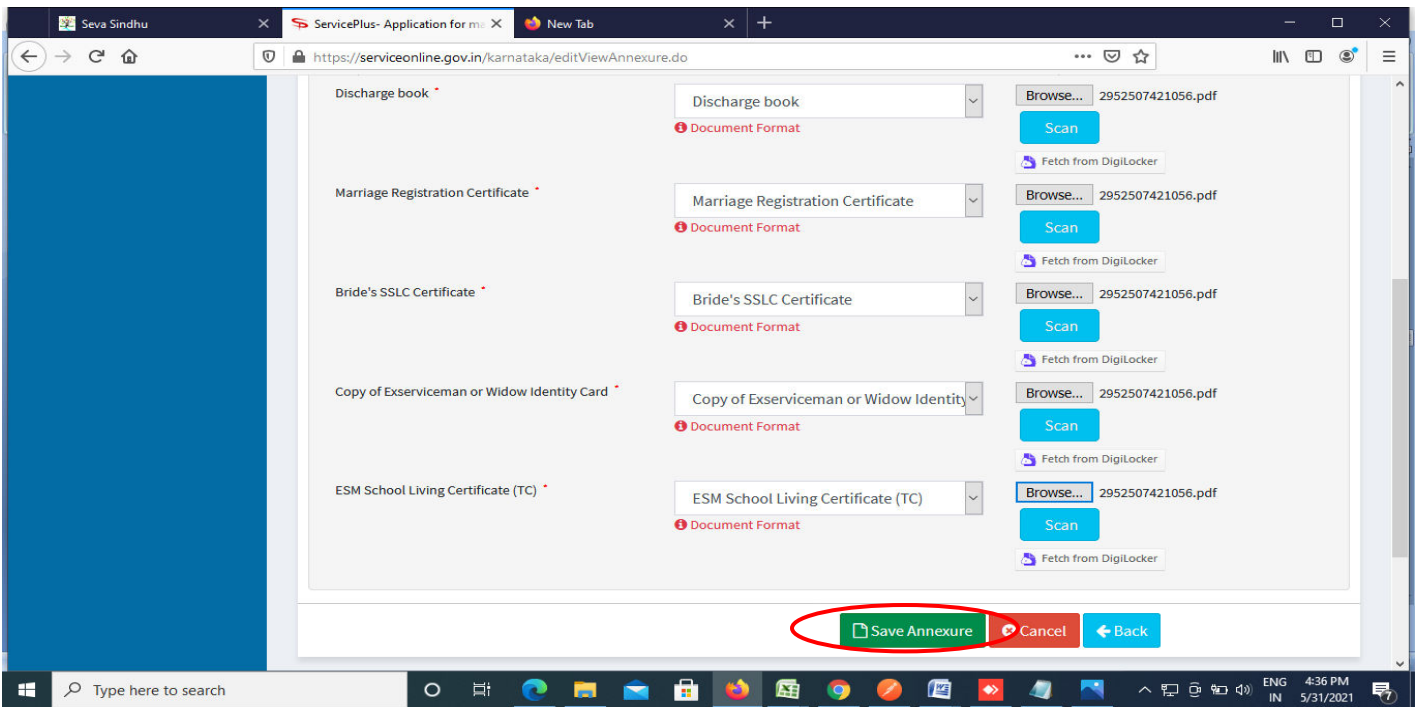 Seva Sindhu
ServicePlus- Application for ma
New Tab
https://serviceonline.gov.in/karnataka/editViewAnnexure.do
Discharge book *
Discharge book
Browse... 2952507421056.pdf
Document Format
Scan
Fetch from DigiLocker
Marriage Registration Certificate *
Marriage Registration Certificate
Browse... 2952507421056.pdf
Document Format
Scan
Fetch from DigiLocker
Bride's SSLC Certificate *
Bride's SSLC Certificate
Browse... 2952507421056.pdf
Document Format
Scan
Fetch from DigiLocker
Copy of Exserviceman or Widow Identity Card *
Copy of Exserviceman or Widow Identity
Browse... 2952507421056.pdf
Document Format
Scan
Fetch from DigiLocker
ESM School Living Certificate (TC) *
ESM School Living Certificate (TC)
Browse... 2952507421056.pdf
Document Format
Scan
Fetch from DigiLocker
Save Annexure
Cancel
Back
Type here to search
ENG
IN
4:36 PM
5/31/2021